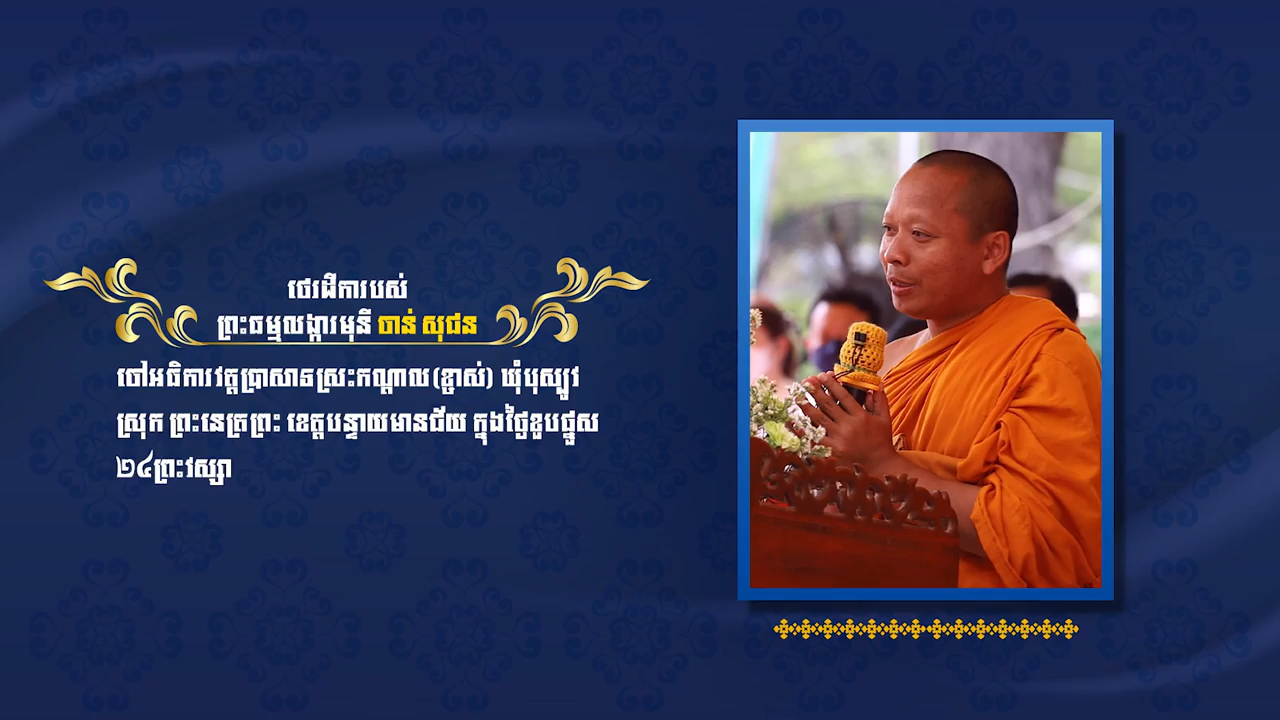 ថេរដីការបស់
ព្រះធម្មលង្ការមុនី ចាន់ សុជន
ចៅអធិការវត្តប្រាសាទស្រះកណ្ដាល(ខ្ចាស់) ឃុំបុស្បូវ
ស្រុក ព្រះនេត្រព្រះ ខេត្តបន្ទាយមានជ័យ ក្នុងថ្ងៃខួបផ្នួស
២៤ព្រះវស្សា